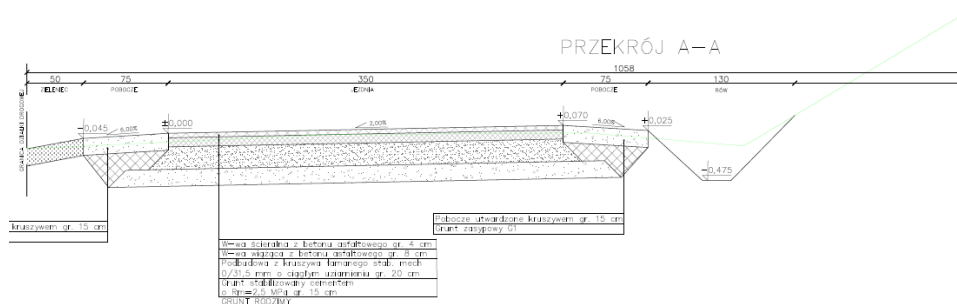 PRZEKRÓJ A-A
1058
50 75 350 75 130
ZIELENIEC POBOCZE JEZDNIA POBOCZE RÓW
GRANICA DZIAŁKI DROGOWEJ
-0,045 6,00% ±0,000 2,00% +0,070 6,00% +0,025
-0,475
kruszywem gr. 15 cm
Pobocze utwardzone kruszywem gr. 15 cm
Grunt zasypowy G1
W-wa ścieralna z betonu asfaltowego gr. 4 cm
W-wa wiążąca z betonu asfaltowego gr. 8 cm
Podbudowa z kruszywa łamanego stab. mech
0/31,5 mm o ciągłym uziarnieniu gr. 20 cm
Grunt stabilizowany cementem
o Rm=2,5 MPa gr. 15 cm
GRUNT RODZIMY